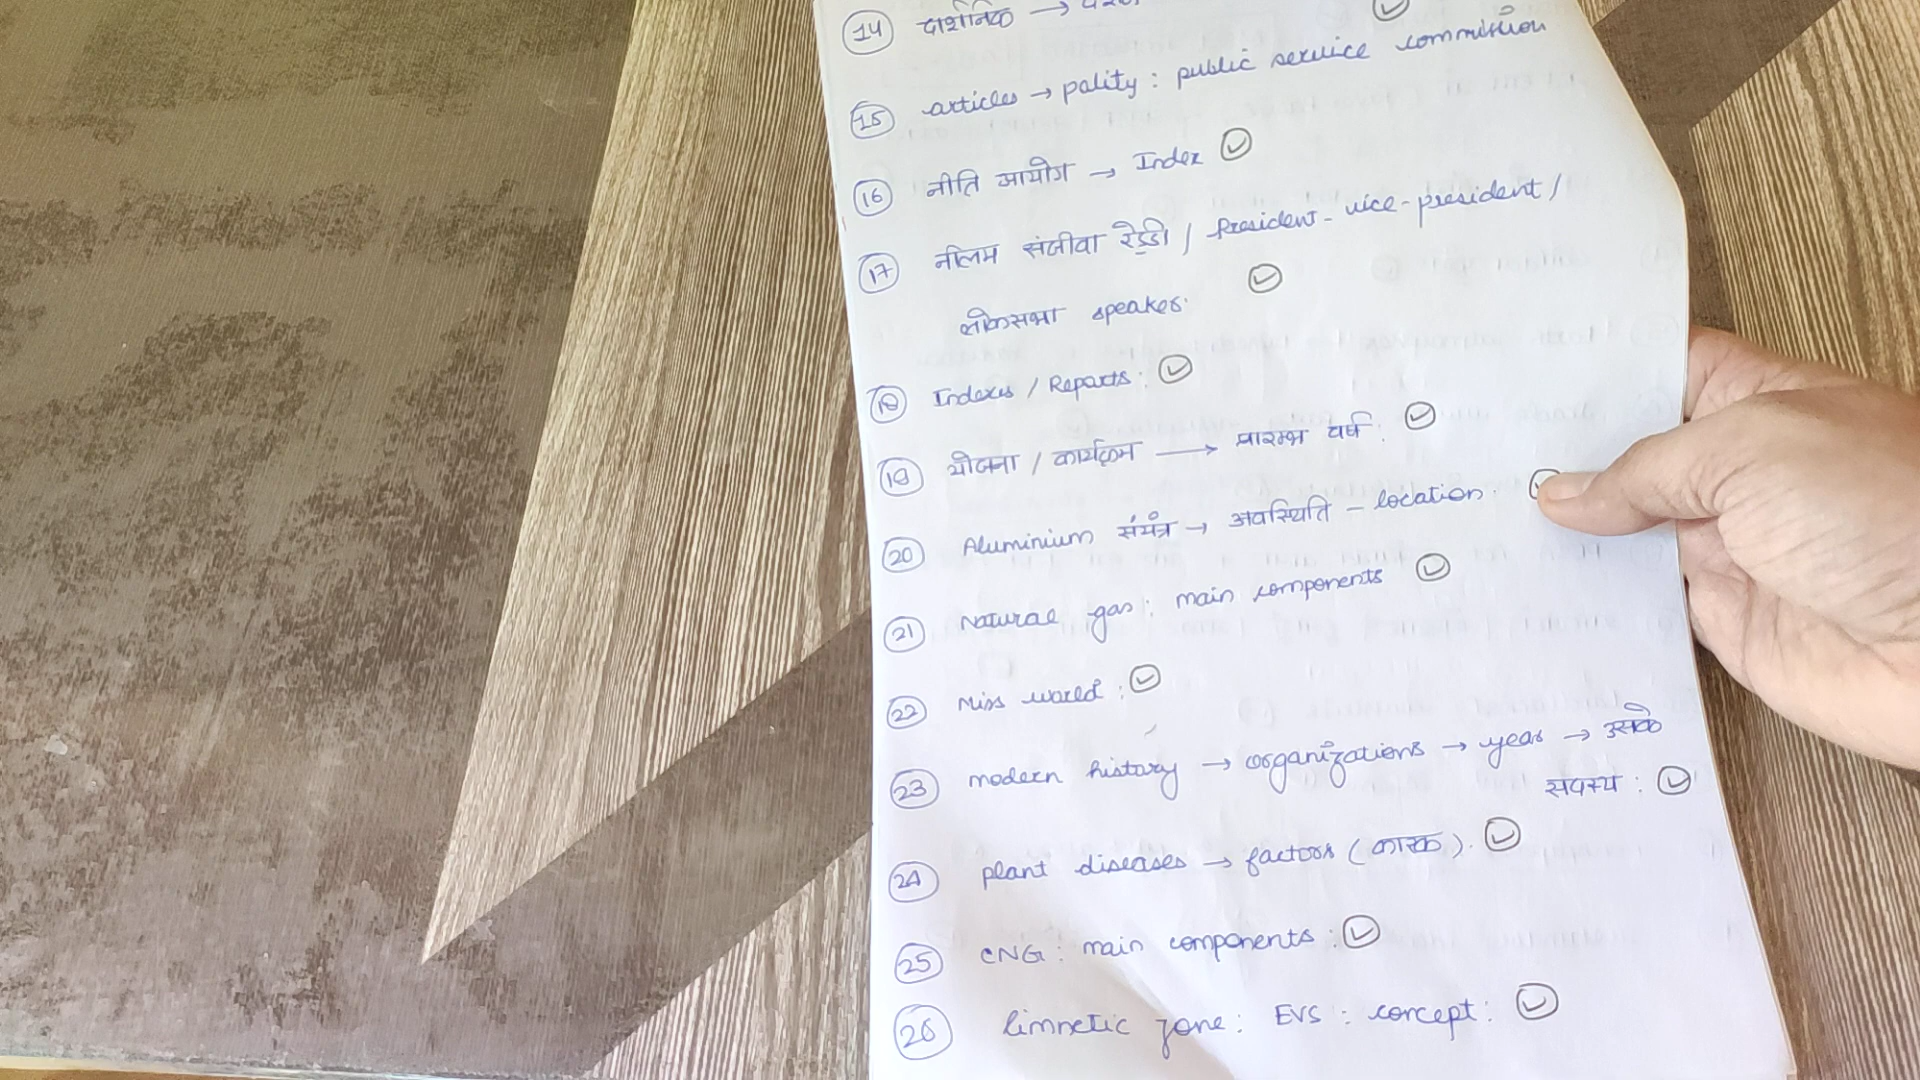 14 दार्शनिक →
15 articles → polity : public service commission
16 नीति आयोग → Index
17 नीलम संजीवा रेड्डी / President - vice-president /
लोकसभा speaker.
18 Indexes / Reports :
19 योजना / कार्यक्रम → प्रारम्भ वर्ष :
20 Aluminium संयंत्र → अवस्थिति – location.
21 Natural gas : main components
22 Miss world :
23 modern history → organizations → year → उसके
सदस्य :
24 plant diseases → factors (कारक).
25 CNG : main components :
26 limnetic zone : EVS : concept :